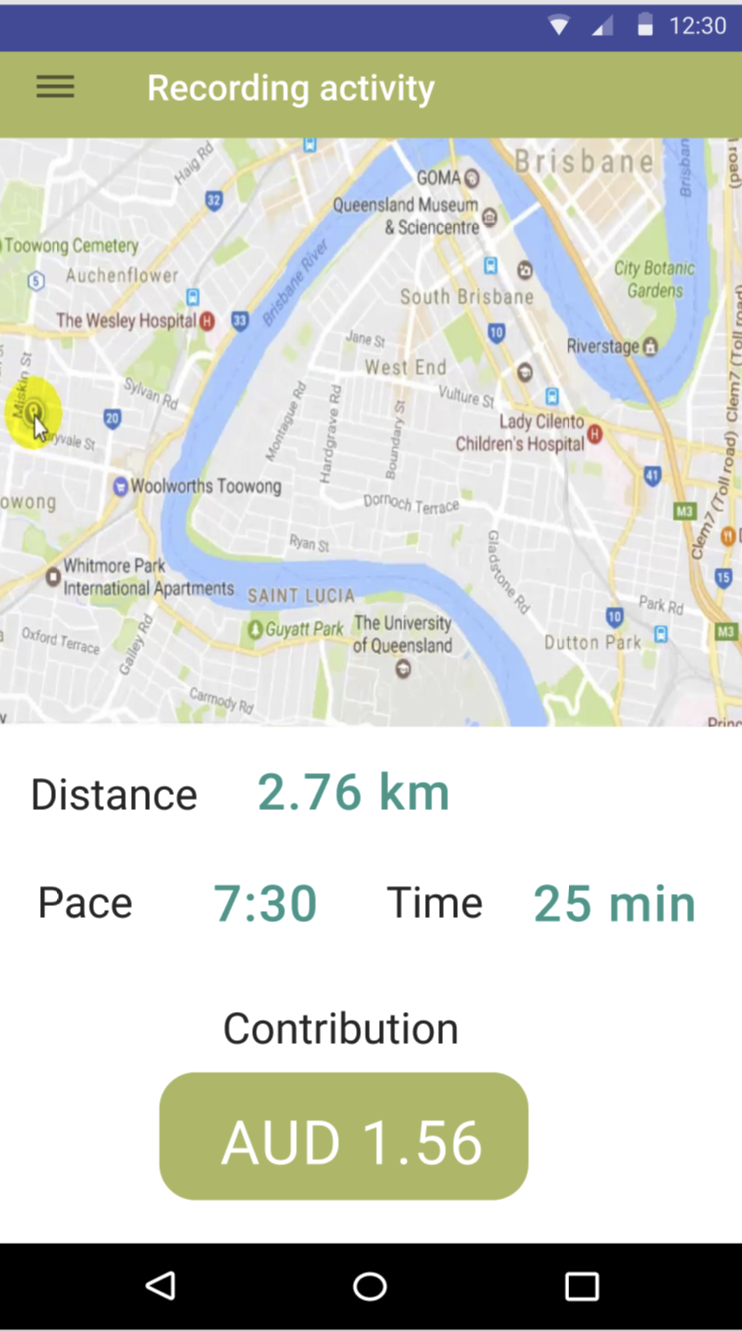 12:30
Recording activity
Haig Rd
Brisbane
Brisban
road)
GOMA
32
Queensland Museum
& Sciencentre
Toowong Cemetery
5
Auchenflower
Brisbane River
City Botanic
Gardens
South Brisbane
The Wesley Hospital H
33
10
Jane St
Riverstage
Miskin St
West End
Sylvan Rd
Montague Rd
Hardgrave Rd
Boundary St
Vulture St
Clem7 (Toll road) Clem7 (Toll road)
20
Lady Cilento
Children's Hospital H
ryvale St
41
Woolworths Toowong
owong
Dornoch Terrace
M3
Ryan St
Gladstone Rd
Whitmore Park
International Apartments
SAINT LUCIA
15
Park Rd
10
Oxford Terrace
Gailey Rd
Guyatt Park
The University
of Queensland
Dutton Park
M3
Carmody Rd
Princ
Distance 2.76 km
Pace 7:30 Time 25 min
Contribution
AUD 1.56